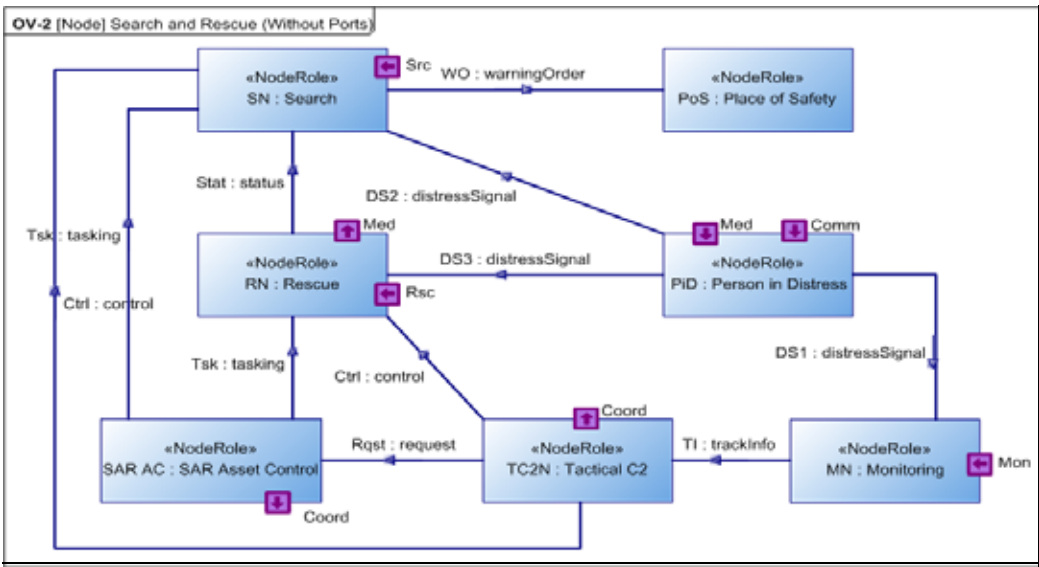 OV-2 [Node] Search and Rescue (Without Ports)
«NodeRole»
SN : Search
Src
WO : warningOrder
«NodeRole»
PoS : Place of Safety
Stat : status
DS2 : distressSignal
Tsk : tasking
Med
«NodeRole»
RN : Rescue
Rsc
DS3 : distressSignal
Med
Comm
«NodeRole»
PiD : Person in Distress
Ctrl : control
DS1 : distressSignal
Tsk : tasking
Ctrl : control
«NodeRole»
SAR AC : SAR Asset Control
Coord
Rqst : request
Coord
«NodeRole»
TC2N : Tactical C2
TI : trackInfo
«NodeRole»
MN : Monitoring
Mon